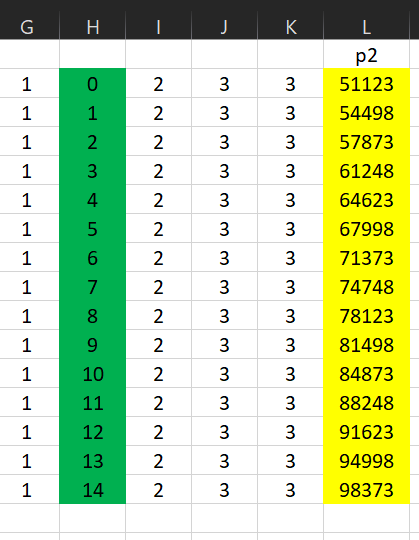 G H I J K L
p2
1 0 2 3 3 51123
1 1 2 3 3 54498
1 2 2 3 3 57873
1 3 2 3 3 61248
1 4 2 3 3 64623
1 5 2 3 3 67998
1 6 2 3 3 71373
1 7 2 3 3 74748
1 8 2 3 3 78123
1 9 2 3 3 81498
1 10 2 3 3 84873
1 11 2 3 3 88248
1 12 2 3 3 91623
1 13 2 3 3 94998
1 14 2 3 3 98373